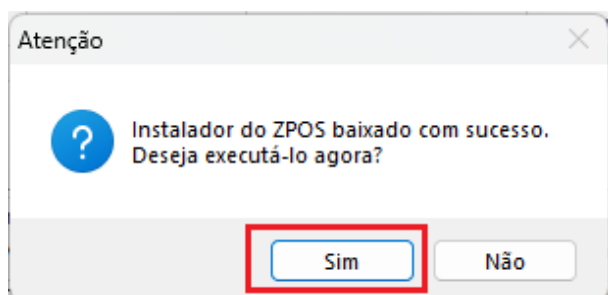 Atenção
Instalador do ZPOS baixado com sucesso.
Deseja executá-lo agora?
Sim
Não